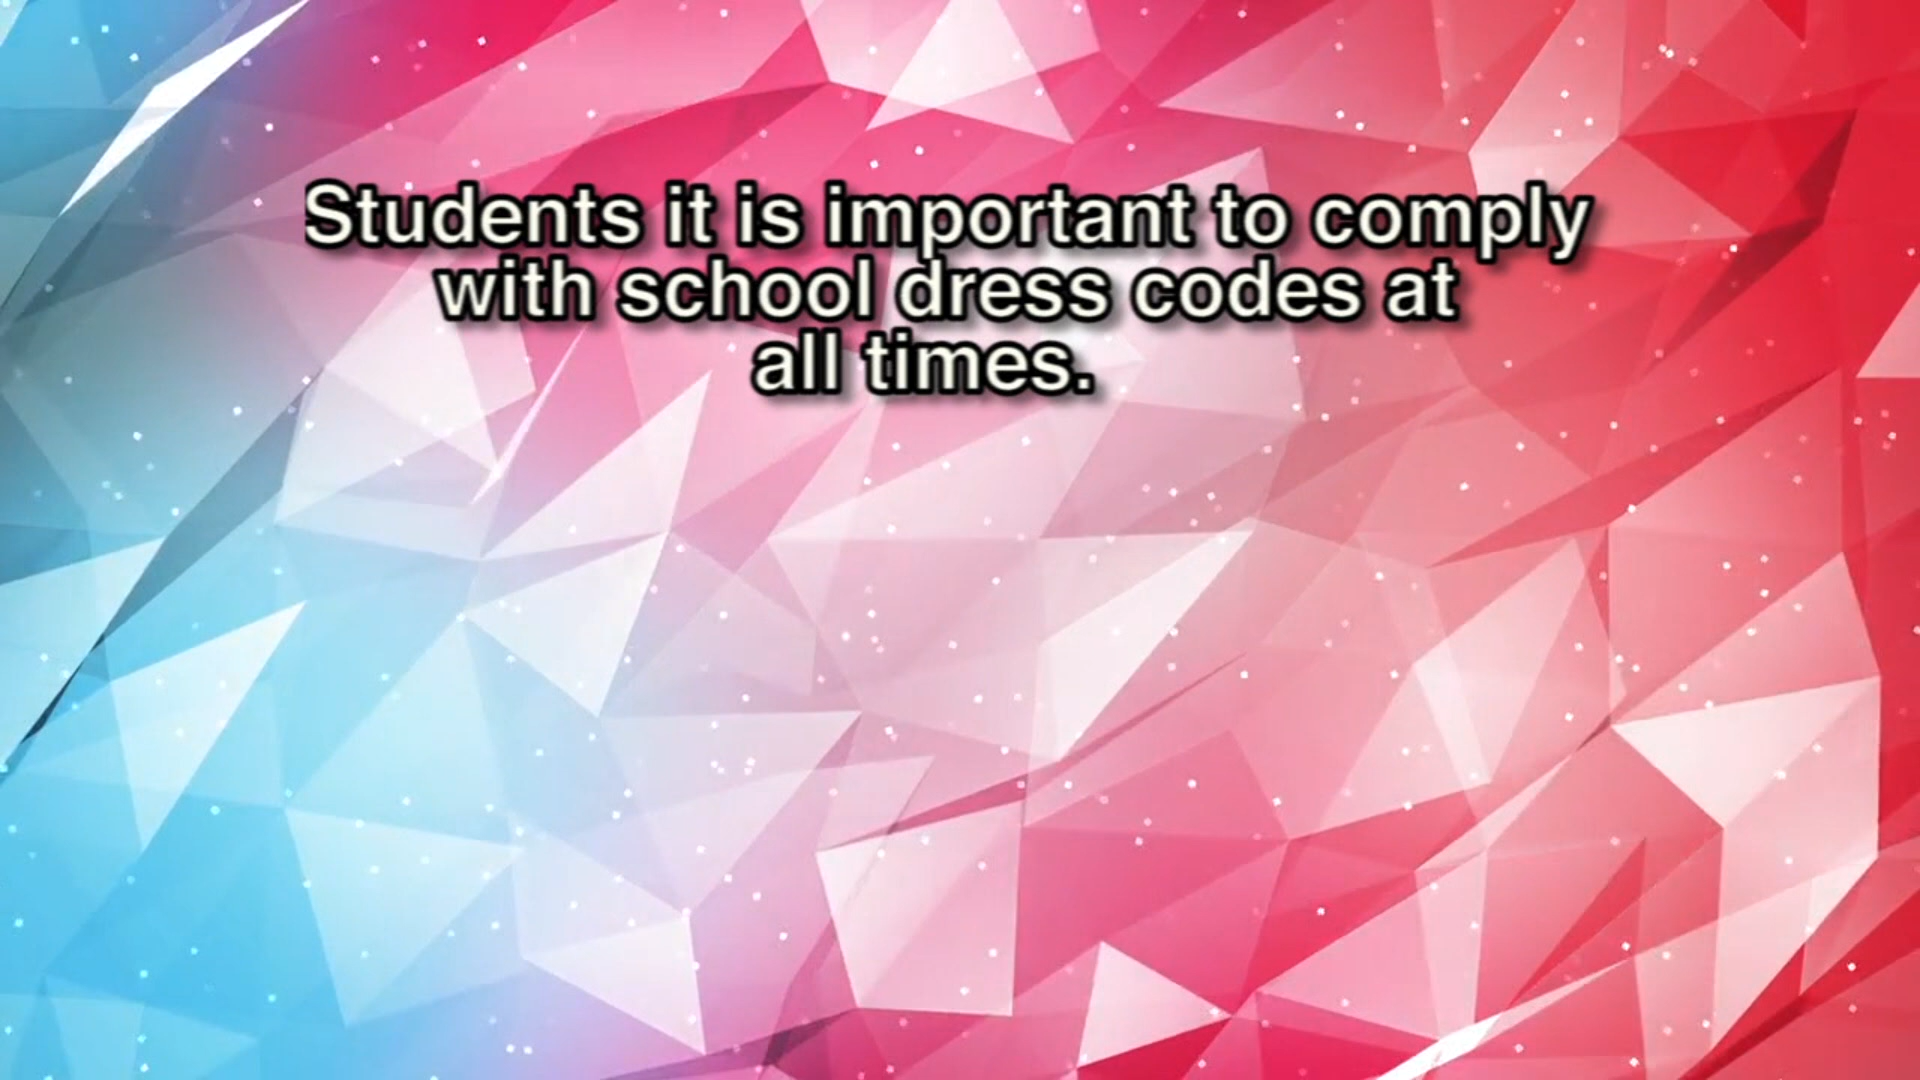 Students it is important to comply
with school dress codes at
all times.